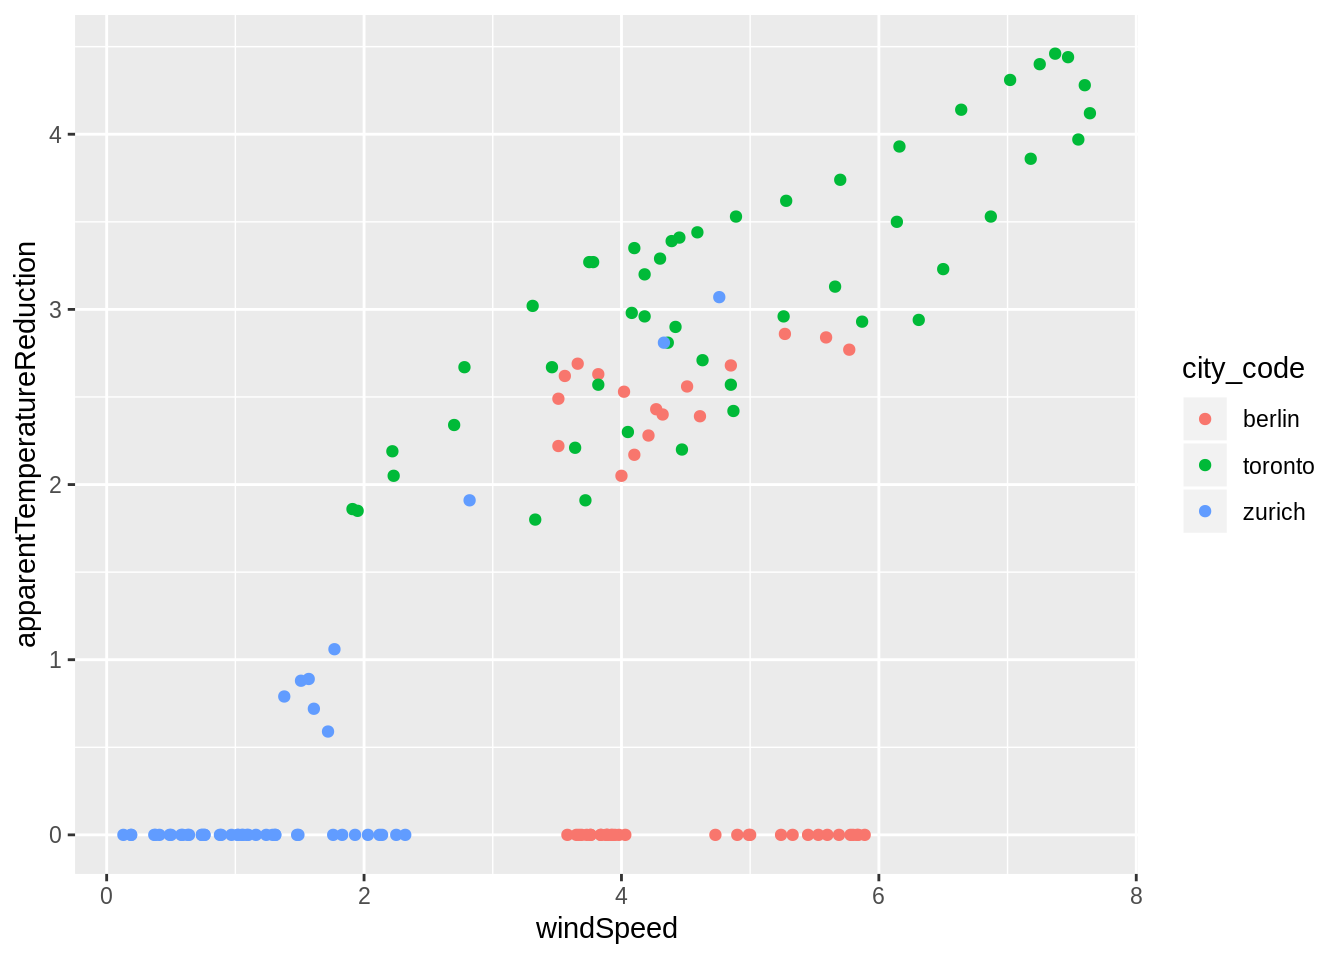 apparentTemperatureReduction
4
3
2
1
0
0 2 4 6 8
windSpeed
city_code
berlin
toronto
zurich